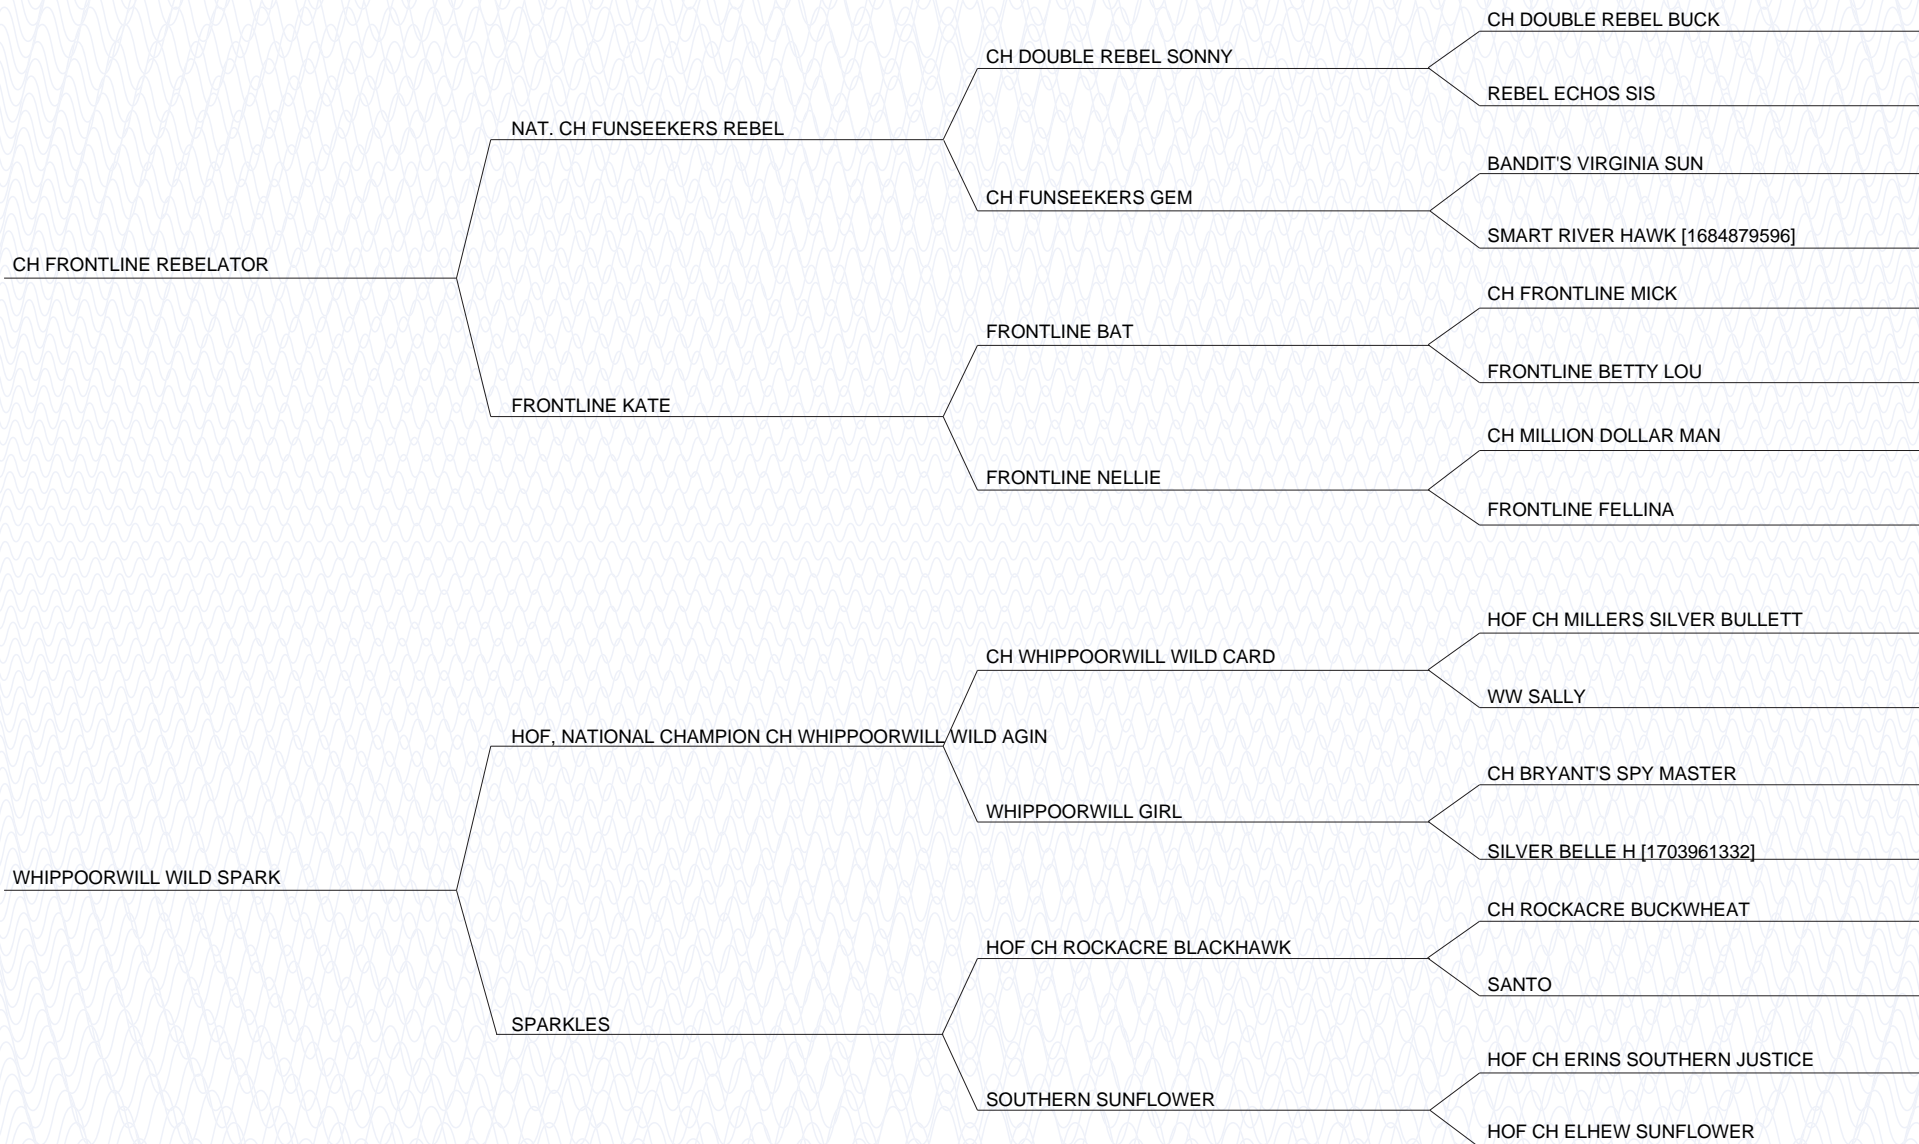 CH DOUBLE REBEL BUCK
CH DOUBLE REBEL SONNY
REBEL ECHOS SIS
NAT. CH FUNSEEKERS REBEL
BANDIT'S VIRGINIA SUN
CH FUNSEEKERS GEM
SMART RIVER HAWK [1684879596]
CH FRONTLINE REBELATOR
CH FRONTLINE MICK
FRONTLINE BAT
FRONTLINE BETTY LOU
FRONTLINE KATE
CH MILLION DOLLAR MAN
FRONTLINE NELLIE
FRONTLINE FELLINA
HOF CH MILLERS SILVER BULLETT
CH WHIPPOORWILL WILD CARD
WW SALLY
HOF, NATIONAL CHAMPION CH WHIPPOORWILL WILD AGIN
CH BRYANT'S SPY MASTER
WHIPPOORWILL GIRL
SILVER BELLE H [1703961332]
WHIPPOORWILL WILD SPARK
CH ROCKACRE BUCKWHEAT
HOF CH ROCKACRE BLACKHAWK
SANTO
SPARKLES
HOF CH ERINS SOUTHERN JUSTICE
SOUTHERN SUNFLOWER
HOF CH ELHEW SUNFLOWER